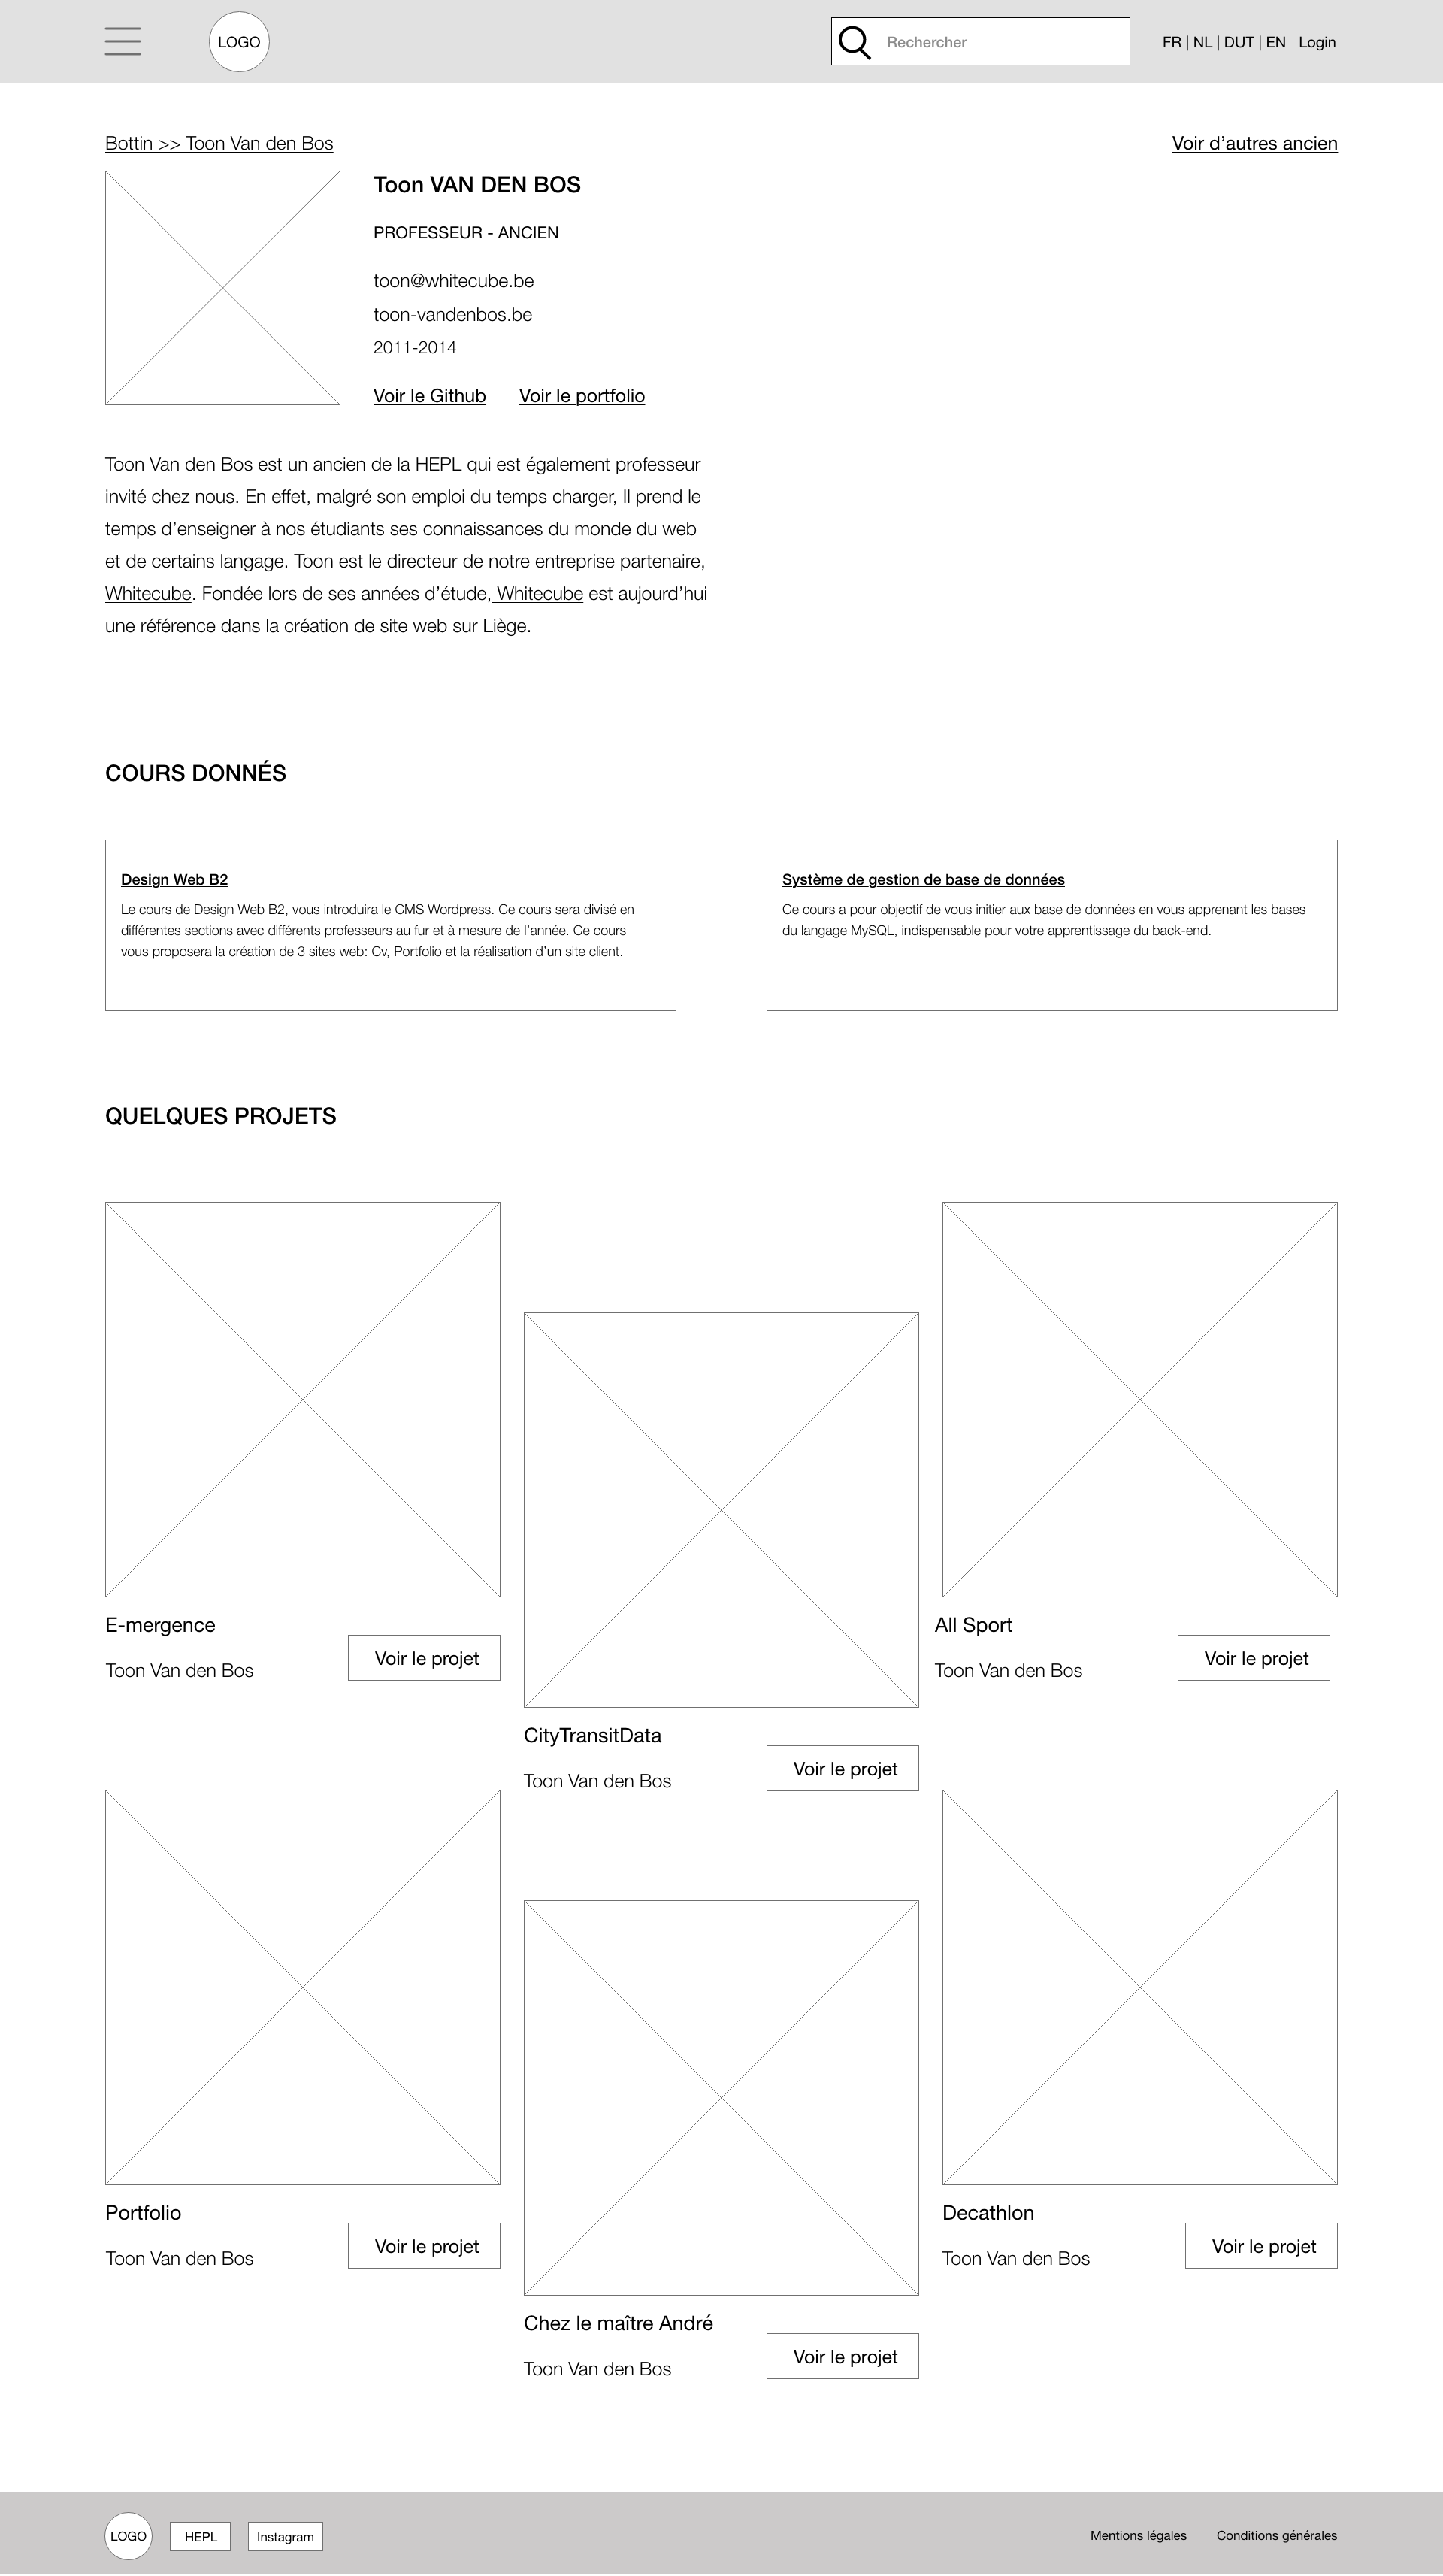 LOGO
Rechercher
FR | NL | DUT | EN Login
Bottin >> Toon Van den Bos
Voir d’autres ancien
Toon VAN DEN BOS
PROFESSEUR - ANCIEN
toon@whitecube.be
toon-vandenbos.be
2011-2014
Voir le Github Voir le portfolio
Toon Van den Bos est un ancien de la HEPL qui est également professeur
invité chez nous. En effet, malgré son emploi du temps charger, Il prend le
temps d’enseigner à nos étudiants ses connaissances du monde du web
et de certains langage. Toon est le directeur de notre entreprise partenaire,
Whitecube. Fondée lors de ses années d’étude, Whitecube est aujourd’hui
une référence dans la création de site web sur Liège.
COURS DONNÉS
Design Web B2
Le cours de Design Web B2, vous introduira le CMS Wordpress. Ce cours sera divisé en
différentes sections avec différents professeurs au fur et à mesure de l’année. Ce cours
vous proposera la création de 3 sites web: Cv, Portfolio et la réalisation d’un site client.
Système de gestion de base de données
Ce cours a pour objectif de vous initier aux base de données en vous apprenant les bases
du langage MySQL, indispensable pour votre apprentissage du back-end.
QUELQUES PROJETS
E-mergence
Toon Van den Bos
Voir le projet
CityTransitData
Toon Van den Bos
Voir le projet
All Sport
Toon Van den Bos
Voir le projet
Portfolio
Toon Van den Bos
Voir le projet
Chez le maître André
Toon Van den Bos
Voir le projet
Decathlon
Toon Van den Bos
Voir le projet
LOGO
HEPL
Instagram
Mentions légales
Conditions générales